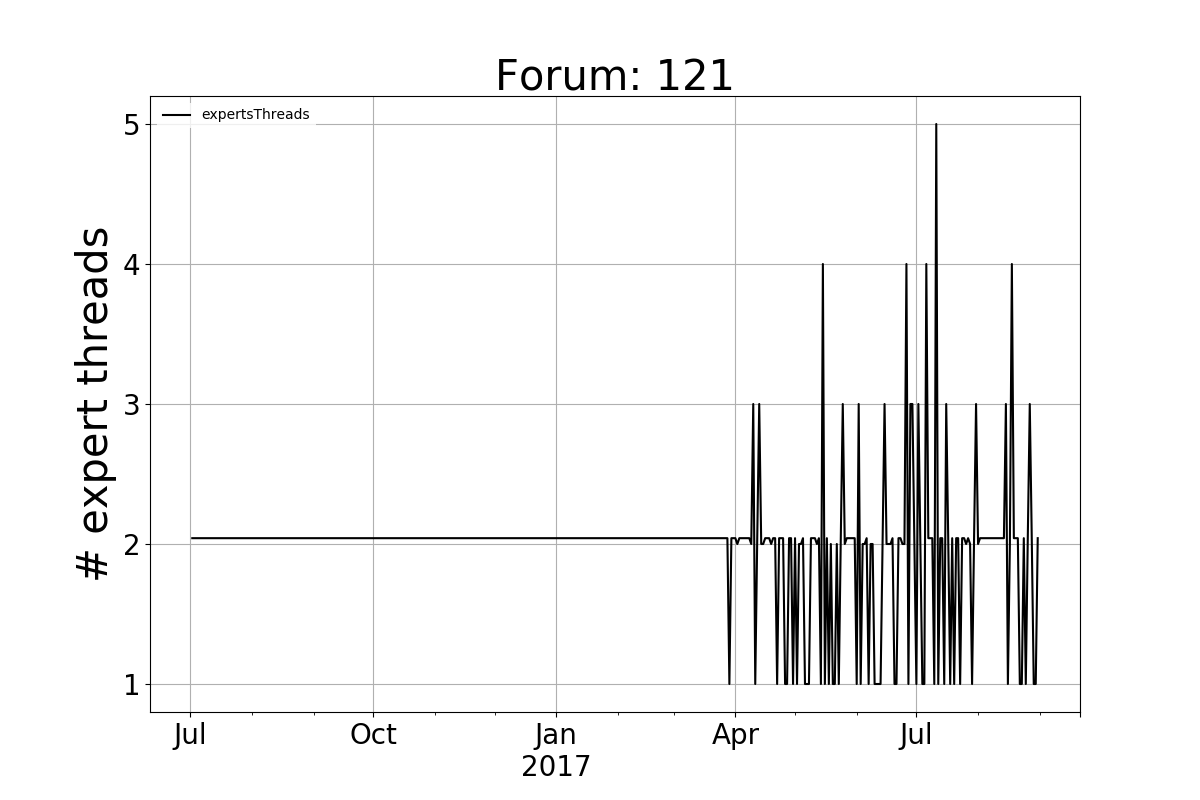 Forum: 121
expertsThreads
# expert threads
5
4
3
2
1
Jul
Oct
Jan
2017
Apr
Jul